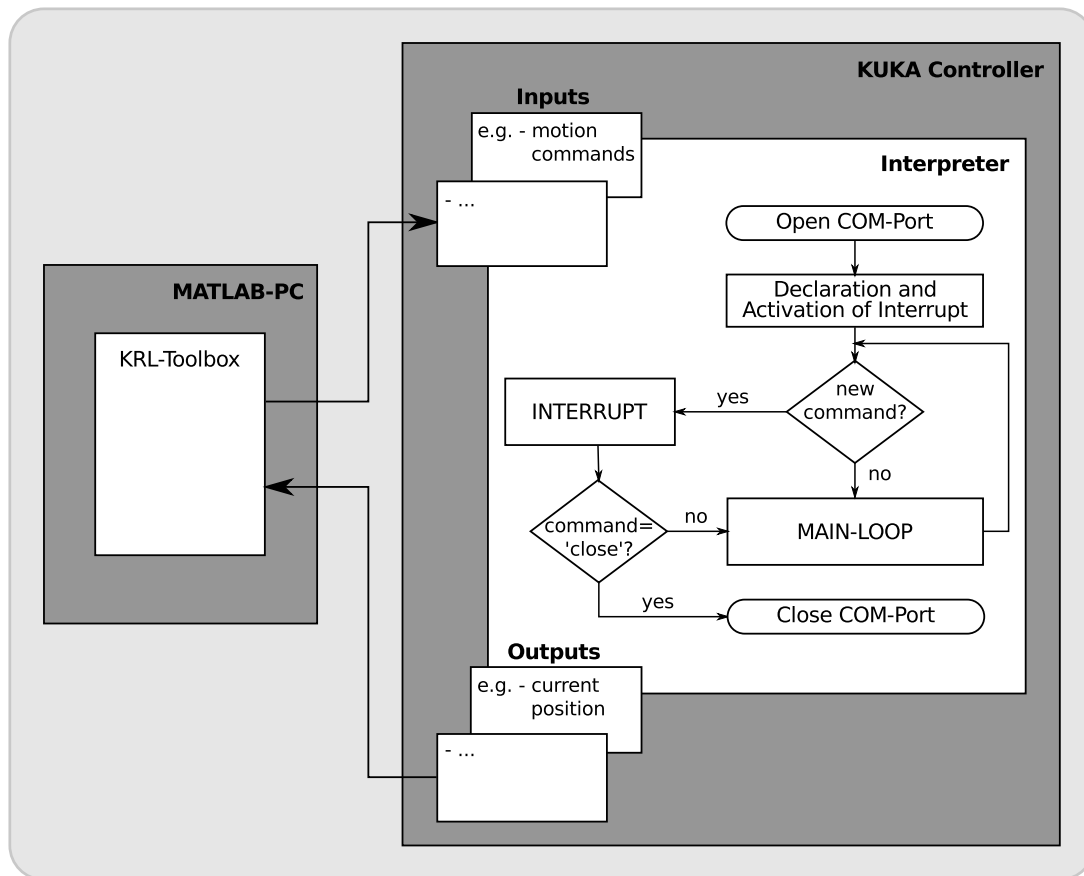 KUKA Controller
Inputs
e.g. - motion
commands
- ...
Interpreter
Open COM-Port
Declaration and
Activation of Interrupt
MATLAB-PC
KRL-Toolbox
new
command?
yes
INTERRUPT
no
command=
'close'?
no
MAIN-LOOP
yes
Close COM-Port
Outputs
e.g. - current
position
- ...